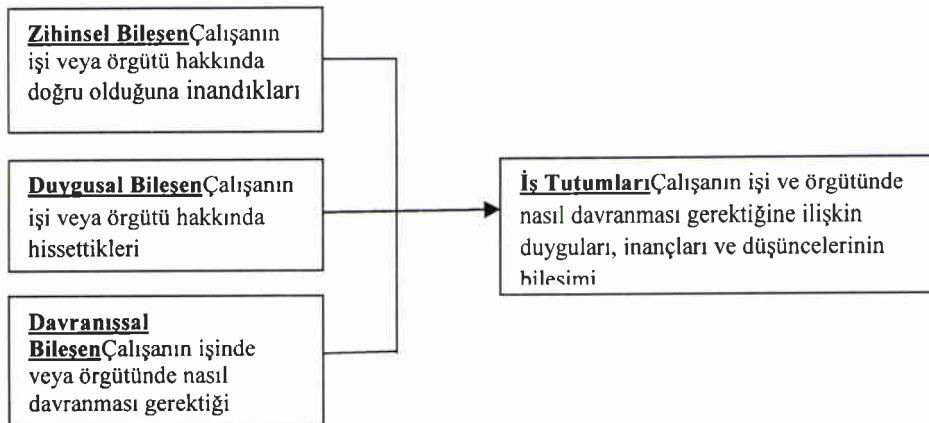 Zihinsel BileşenÇalışanın
işi veya örgütü hakkında
doğru olduğuna inandıkları
Duygusal BileşenÇalışanın
işi veya örgütü hakkında
hissettikleri
Davranışsal
BileşenÇalışanın işinde
veya örgütünde nasıl
davranması gerektiği
İş TutumlarıÇalışanın işi ve örgütünde
nasıl davranması gerektiğine ilişkin
duyguları, inançları ve düşüncelerinin
bileşimi